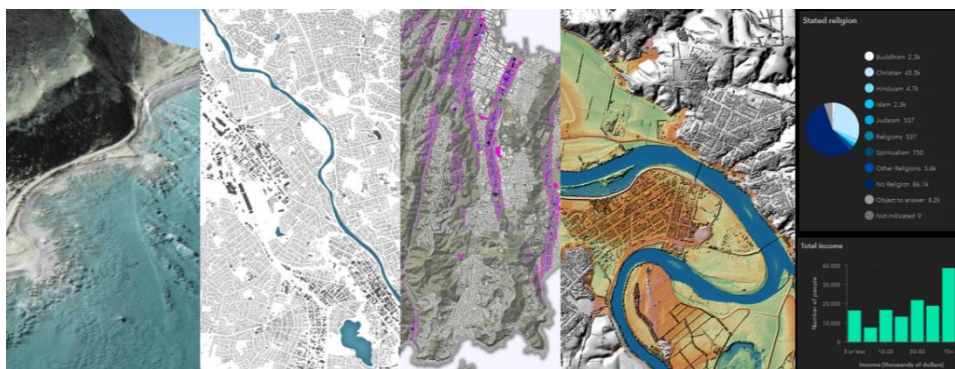 Stated religion
Buddhism 2.3k
Christian 45.5k
Hinduism 4.7k
Islam 2.3k
Judaism 537
Religions 537
Spiritualism 750
Other Religions 3.6k
No Religion 86.1k
Object to answer 8.2k
Not Indicated 0
Total income
40,000
30,000
20,000
10,000
0
Number of people
5 or less
10-20
30-50
70+
Income (thousands of dollars)